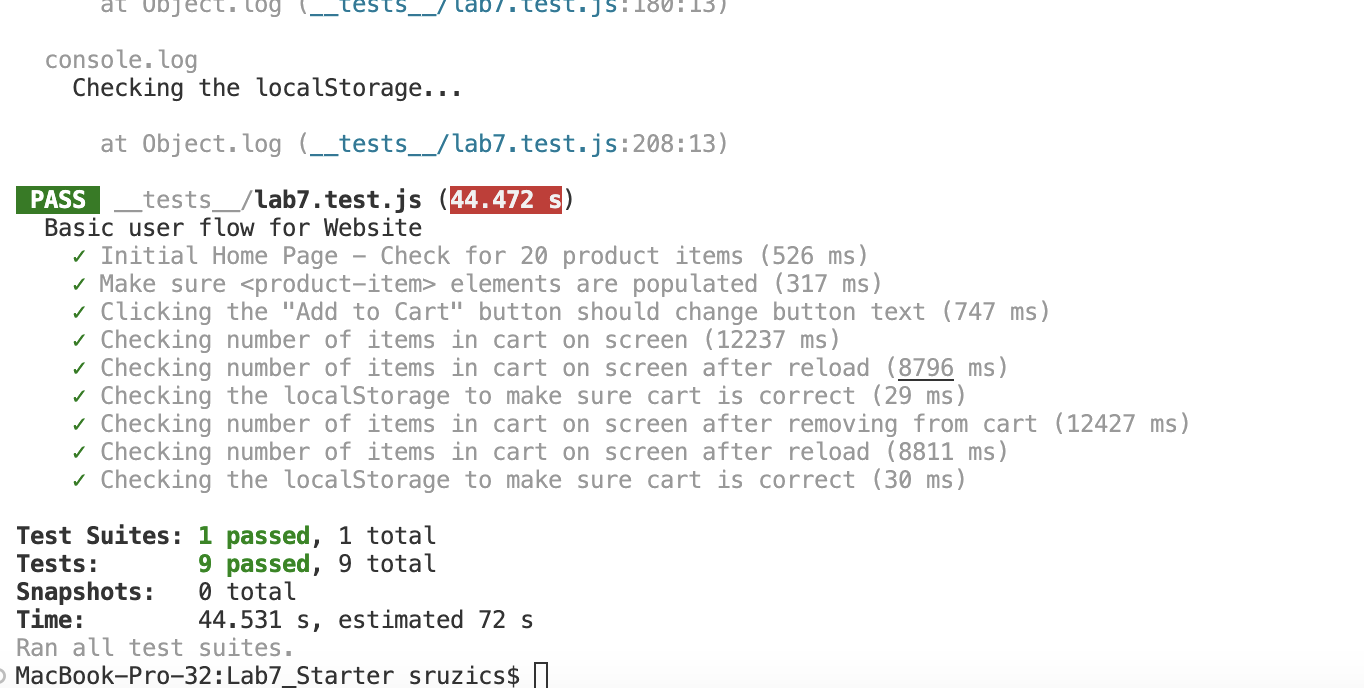 at Object.log (__tests__/lab7.test.js:180:13)
console.log
Checking the localStorage...
at Object.log (__tests__/lab7.test.js:208:13)
PASS __tests__/lab7.test.js (44.472 s)
Basic user flow for Website
✓ Initial Home Page – Check for 20 product items (526 ms)
✓ Make sure <product-item> elements are populated (317 ms)
✓ Clicking the "Add to Cart" button should change button text (747 ms)
✓ Checking number of items in cart on screen (12237 ms)
✓ Checking number of items in cart on screen after reload (8796 ms)
✓ Checking the localStorage to make sure cart is correct (29 ms)
✓ Checking number of items in cart on screen after removing from cart (12427 ms)
✓ Checking number of items in cart on screen after reload (8811 ms)
✓ Checking the localStorage to make sure cart is correct (30 ms)
Test Suites: 1 passed, 1 total
Tests: 9 passed, 9 total
Snapshots: 0 total
Time: 44.531 s, estimated 72 s
Ran all test suites.
MacBook-Pro-32:Lab7_Starter sruzics$